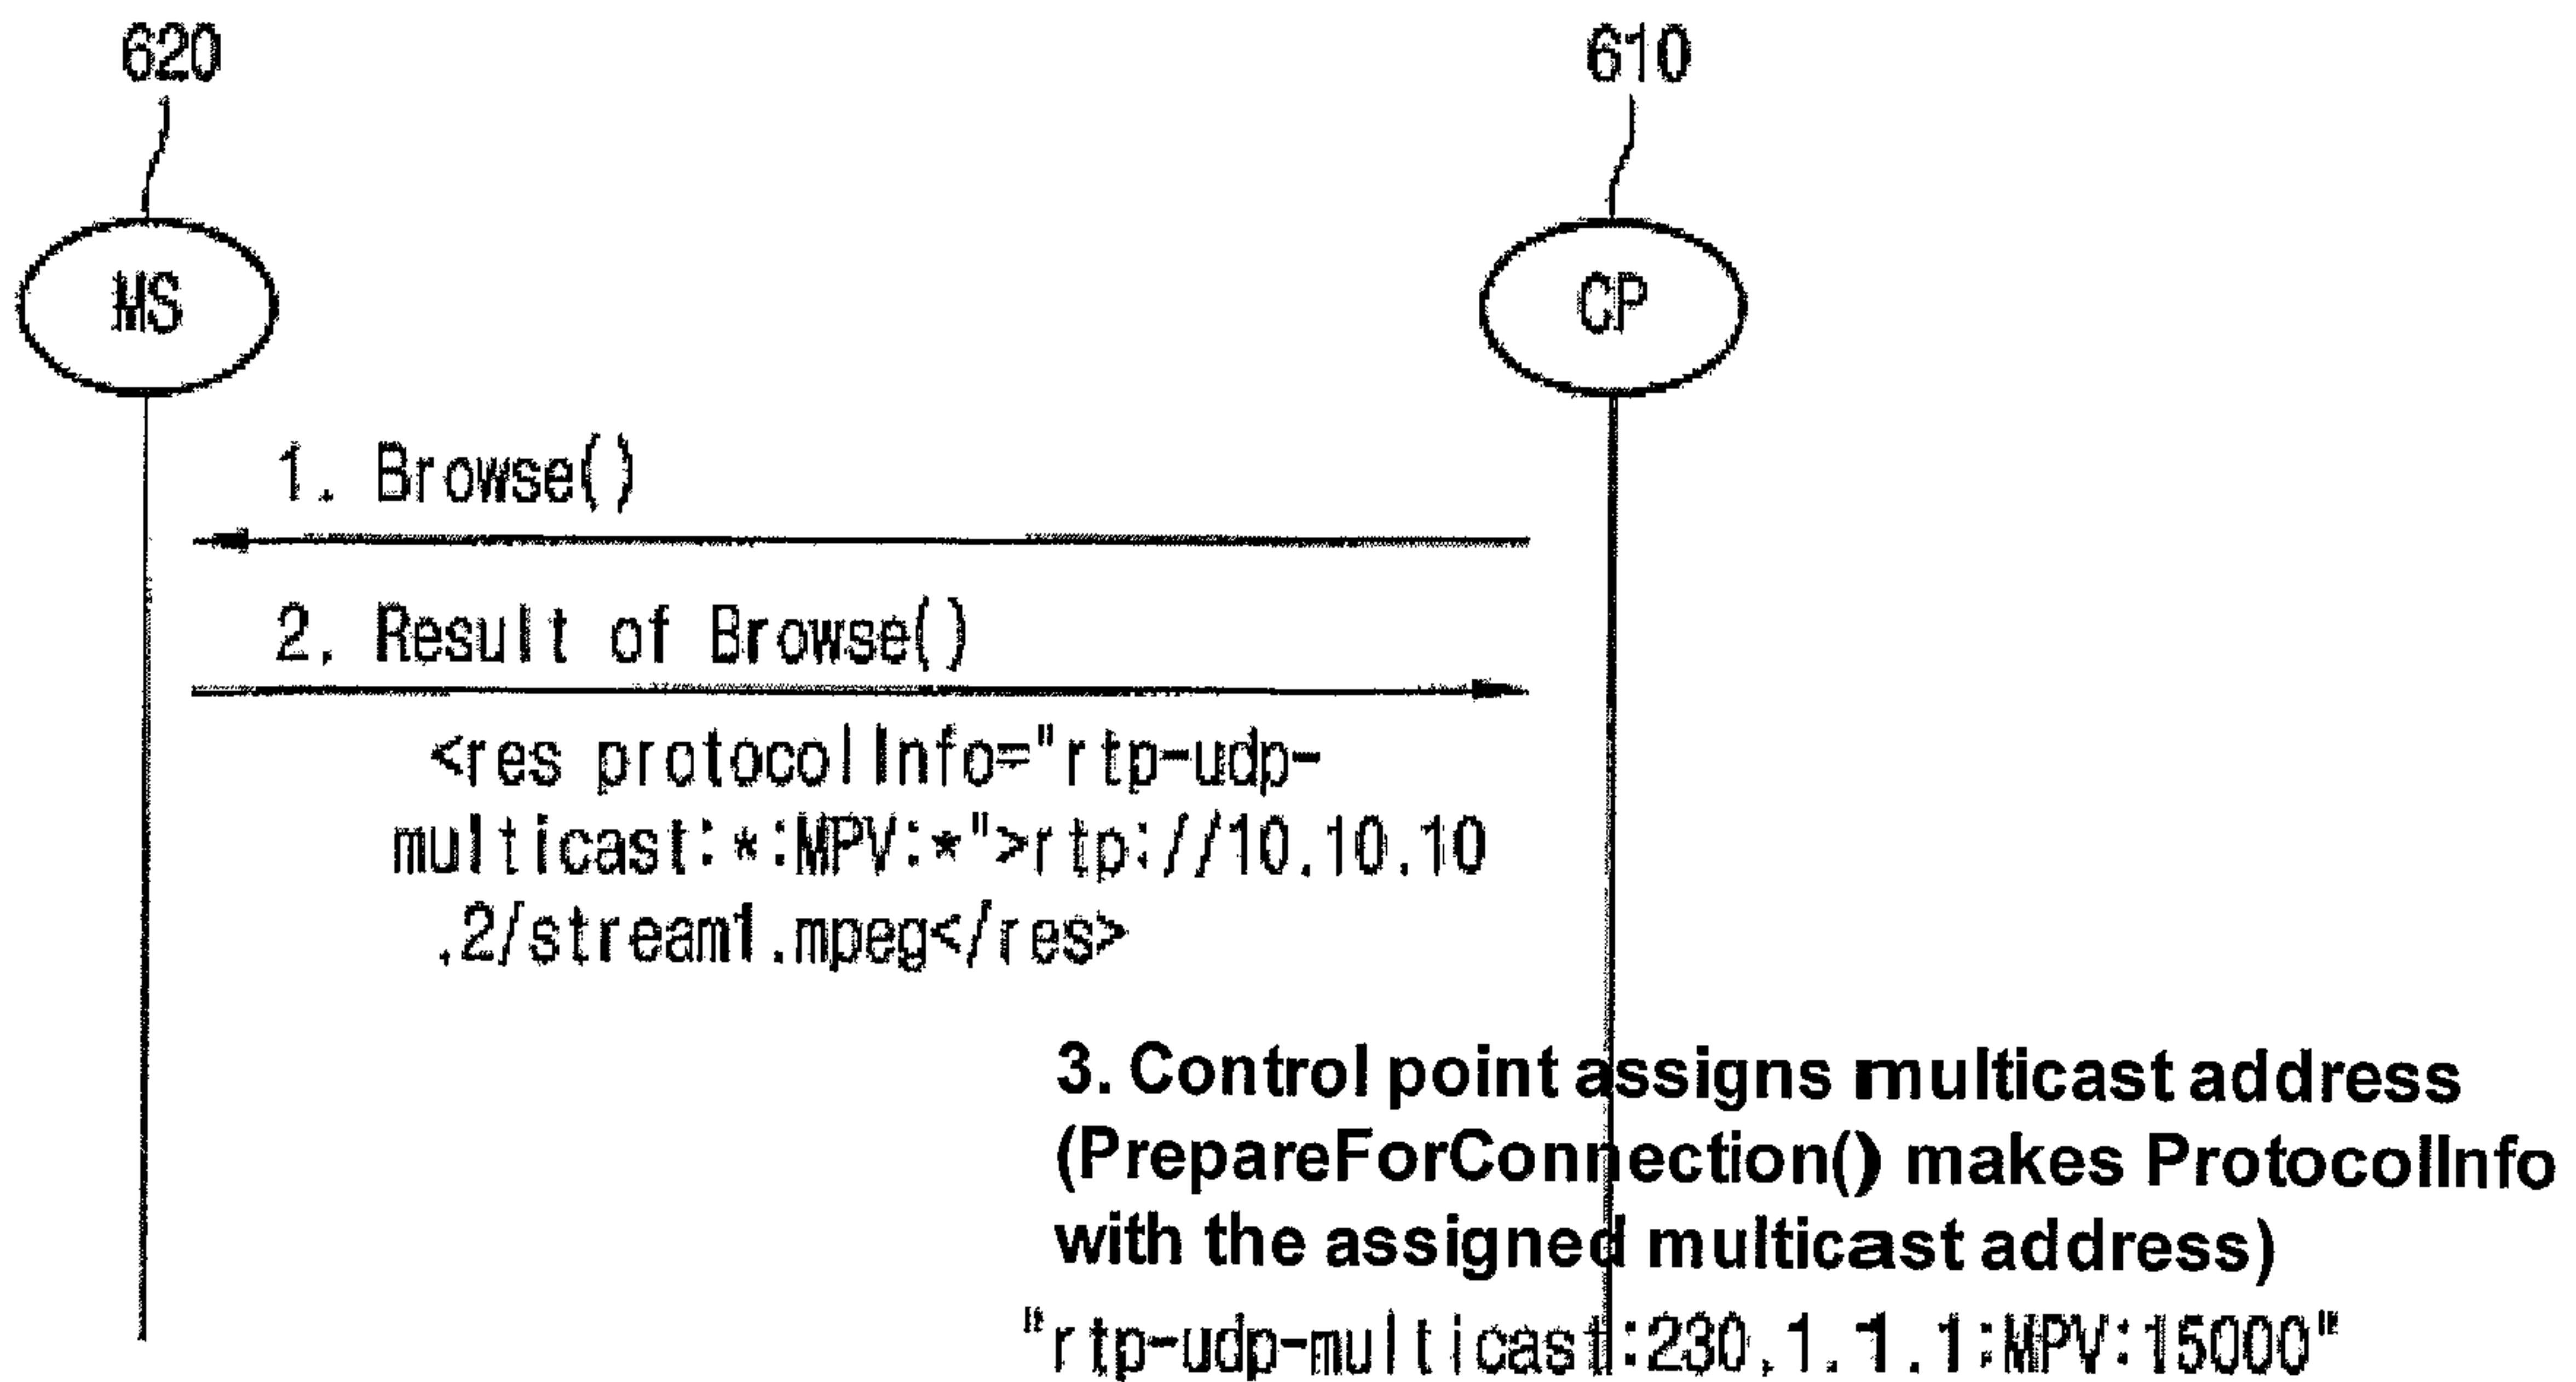 620
610
MS
CP
1. Browse()
2. Result of Browse()
<res protocolInfo="rtp-udp-
multicast:*:MPV:*">rtp://10.10.10
.2/stream1.mpeg</res>
3. Control point assigns multicast address
(PrepareForConnection() makes ProtocolInfo
with the assigned multicast address)
"rtp-udp-multicast:230.1.1.1:MPV:15000"